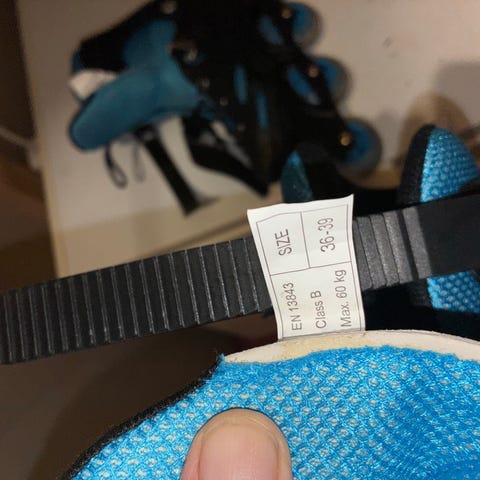 SIZE
36-39
EN 13843
Class B
Max. 60 kg